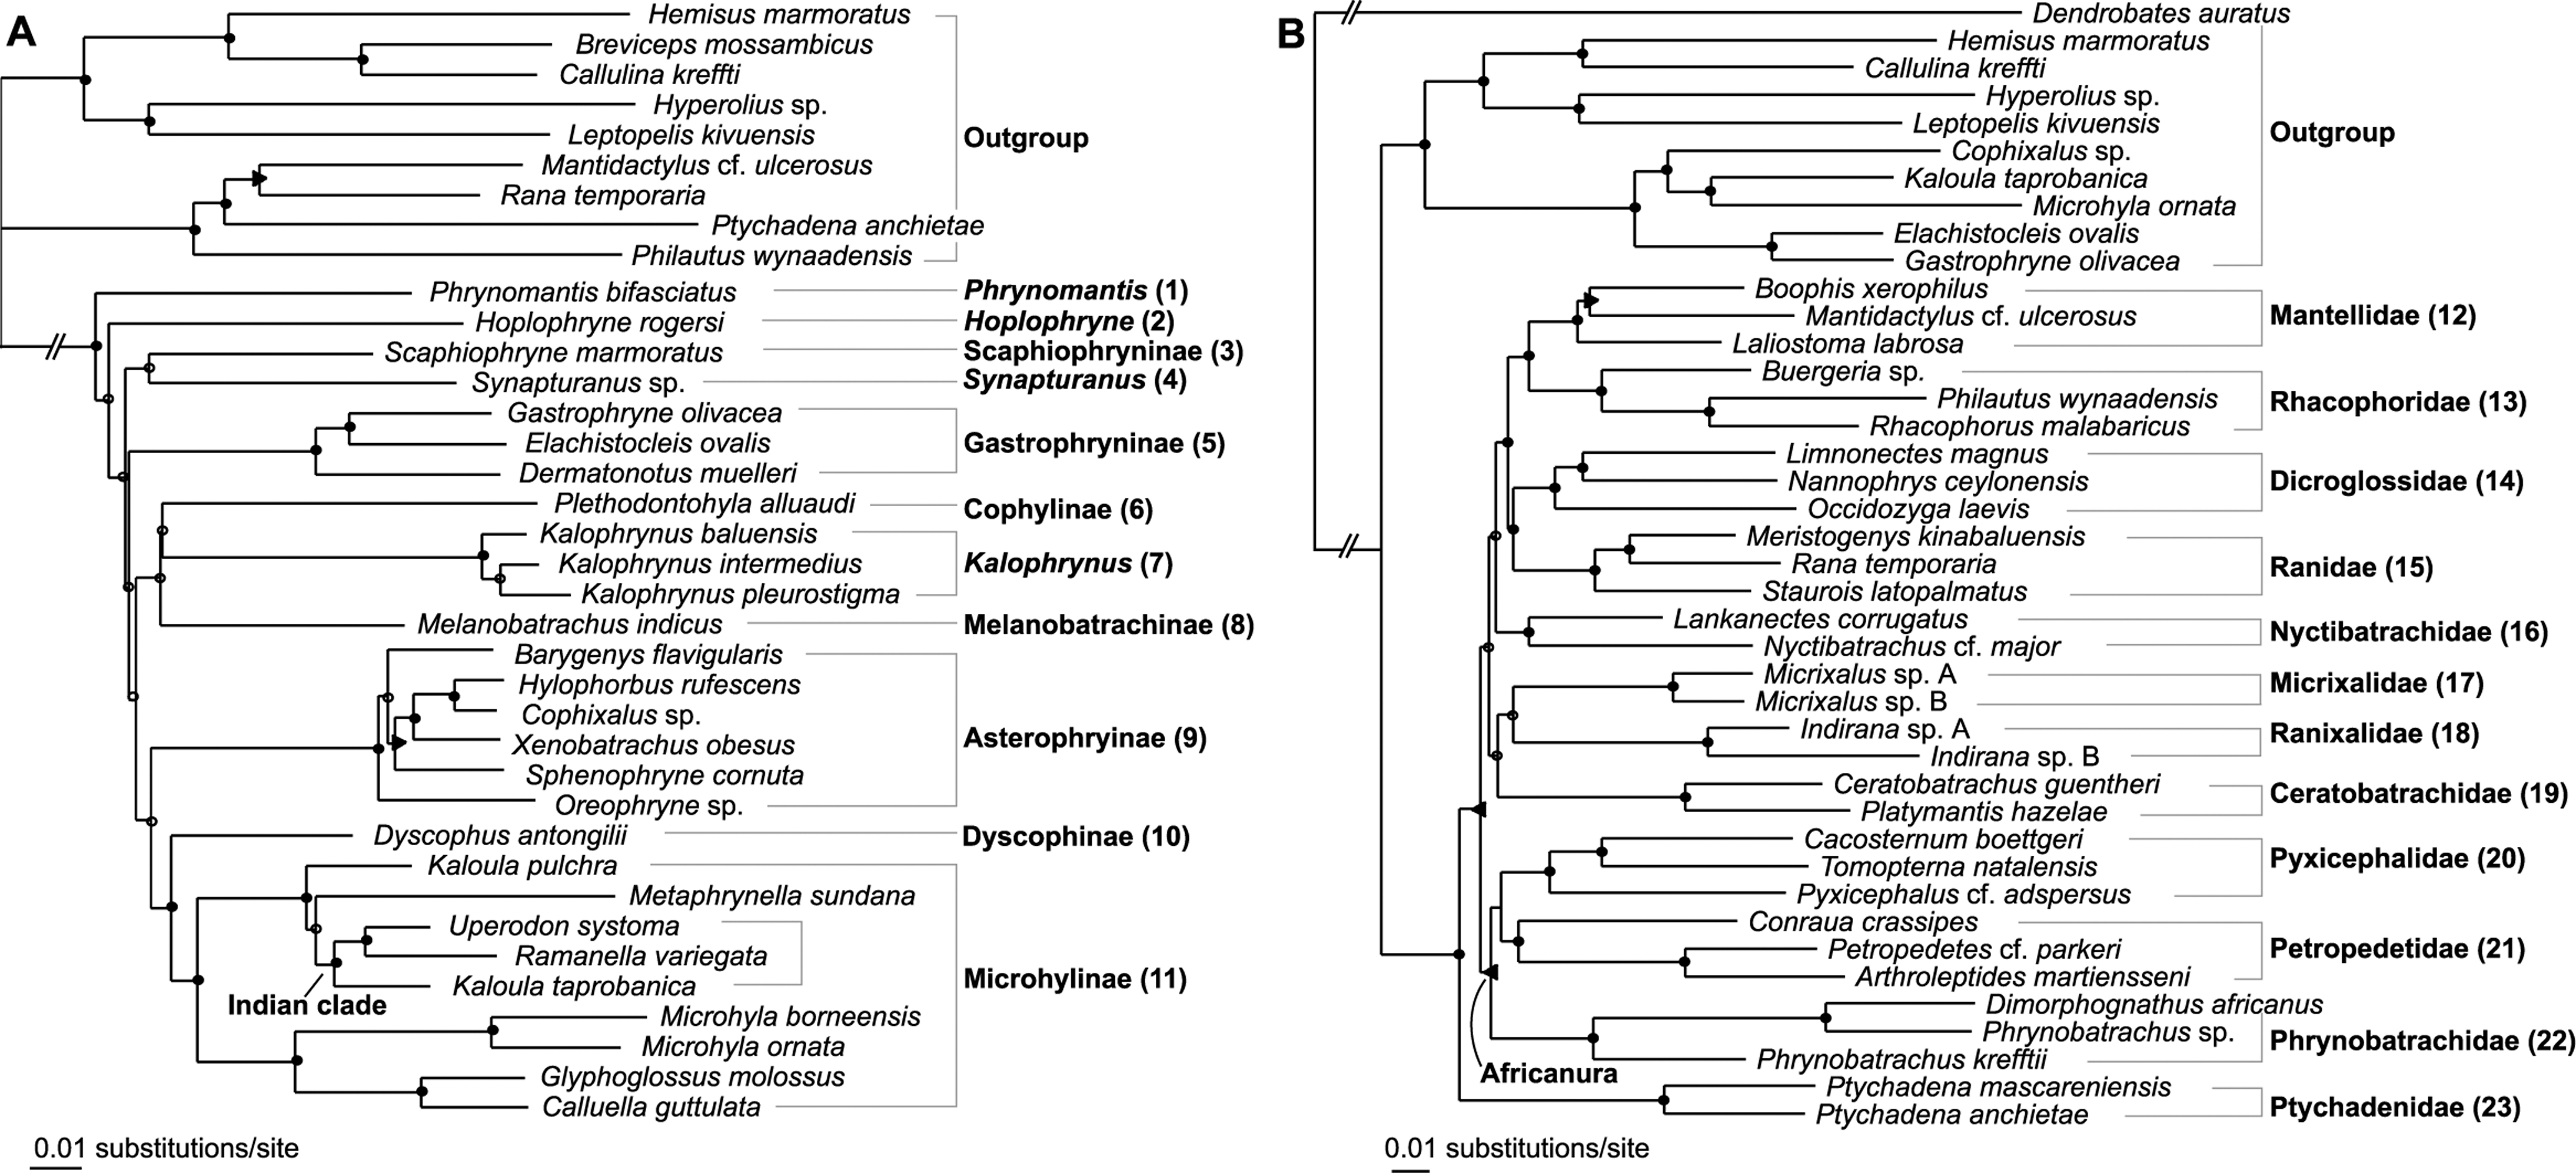 A
Hemisus marmoratus
Breviceps mossambicus
Callulina kreffti
Hyperolius sp.
Leptopelis kivuensis
Outgroup
Mantidactylus cf. ulcerosus
Rana temporaria
Ptychadena anchietae
Philautus wynaadensis
Phrynomantis bifasciatus
Phrynomantis (1)
Hoplophryne rogersi
Hoplophryne (2)
Scaphiophryne marmoratus
Scaphiophryninae (3)
Synapturanus sp.
Synapturanus (4)
Gastrophryne olivacea
Elachistocleis ovalis
Gastrophryninae (5)
Dermatonotus muelleri
Plethodontohyla alluaudi
Cophylinae (6)
Kalophrynus baluensis
Kalophrynus intermedius
Kalophrynus (7)
Kalophrynus pleurostigma
Melanobatrachus indicus
Melanobatrachinae (8)
Barygenys flavigularis
Hylophorbus rufescens
Cophixalus sp.
Xenobatrachus obesus
Asterophryinae (9)
Sphenophryne cornuta
Oreophryne sp.
Dyscophus antongilii
Dyscophinae (10)
Kaloula pulchra
Metaphrynella sundana
Uperodon systoma
Ramanella variegata
Kaloula taprobanica
Microhylinae (11)
Indian clade
Microhyla borneensis
Microhyla ornata
Glyphoglossus molossus
Calluella guttulata
0.01 substitutions/site
B
Dendrobates auratus
Hemisus marmoratus
Callulina kreffti
Hyperolius sp.
Leptopelis kivuensis
Outgroup
Cophixalus sp.
Kaloula taprobanica
Microhyla ornata
Elachistocleis ovalis
Gastrophryne olivacea
Boophis xerophilus
Mantidactylus cf. ulcerosus
Mantellidae (12)
Laliostoma labrosa
Buergeria sp.
Philautus wynaadensis
Rhacophoridae (13)
Rhacophorus malabaricus
Limnonectes magnus
Nannophrys ceylonensis
Dicroglossidae (14)
Occidozyga laevis
Meristogenys kinabaluensis
Rana temporaria
Ranidae (15)
Staurois latopalmatus
Lankanectes corrugatus
Nyctibatrachidae (16)
Nyctibatrachus cf. major
Micrixalus sp. A
Micrixalidae (17)
Micrixalus sp. B
Indirana sp. A
Ranixalidae (18)
Indirana sp. B
Ceratobatrachus guentheri
Ceratobatrachidae (19)
Platymantis hazelae
Cacosternum boettgeri
Tomopterna natalensis
Pyxicephalidae (20)
Pyxicephalus cf. adspersus
Conraua crassipes
Petropedetes cf. parkeri
Petropedetidae (21)
Arthroleptides martiensseni
Dimorphognathus africanus
Phrynobatrachus sp.
Phrynobatrachidae (22)
Phrynobatrachus krefftii
Africanura
Ptychadena mascareniensis
Ptychadenidae (23)
Ptychadena anchietae
0.01 substitutions/site